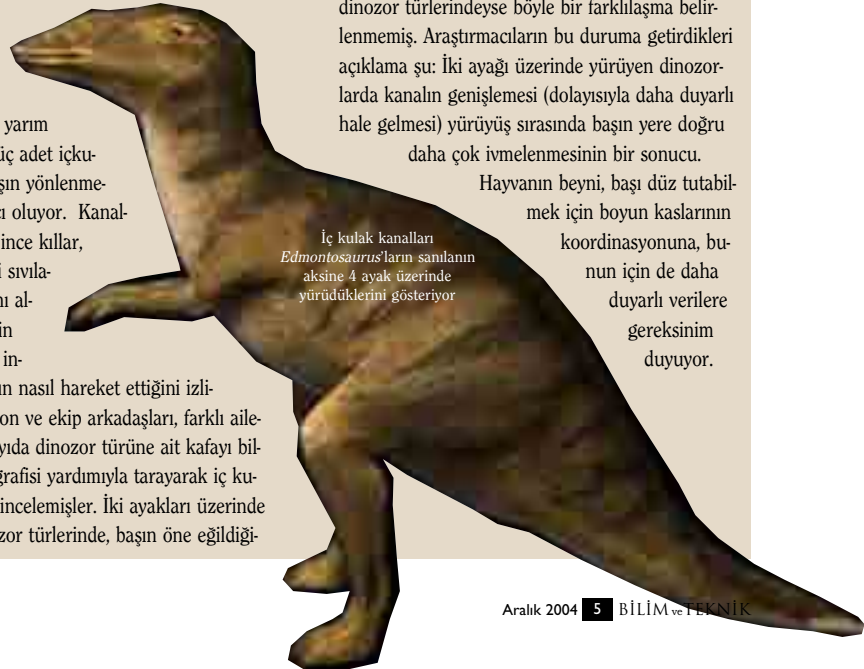 yarım
üç adet içku-
şın yönlenme-
cı oluyor. Kanal-
ince kıllar,
i sıvıla-
nı al-
in
in-
ın nasıl hareket ettiğini izli-
on ve ekip arkadaşları, farklı aile-
yıda dinozor türüne ait kafayı bil-
grafisi yardımıyla tarayarak iç ku-
incelemişler. İki ayakları üzerinde
zor türlerinde, başın öne eğildiği-
dinozor türlerindeyse böyle bir farklılaşma belir-
lenmemiş. Araştırmacıların bu duruma getirdikleri
açıklama şu: İki ayağı üzerinde yürüyen dinozor-
larda kanalın genişlemesi (dolayısıyla daha duyarlı
hale gelmesi) yürüyüş sırasında başın yere doğru
daha çok ivmelenmesinin bir sonucu.
Hayvanın beyni, başı düz tutabil-
mek için boyun kaslarının
koordinasyonuna, bu-
nun için de daha
duyarlı verilere
gereksinim
duyuyor.
İç kulak kanalları
Edmontosaurus'ların sanılanın
aksine 4 ayak üzerinde
yürüdüklerini gösteriyor
Aralık 2004 5 BİLİM ve TEKNİK